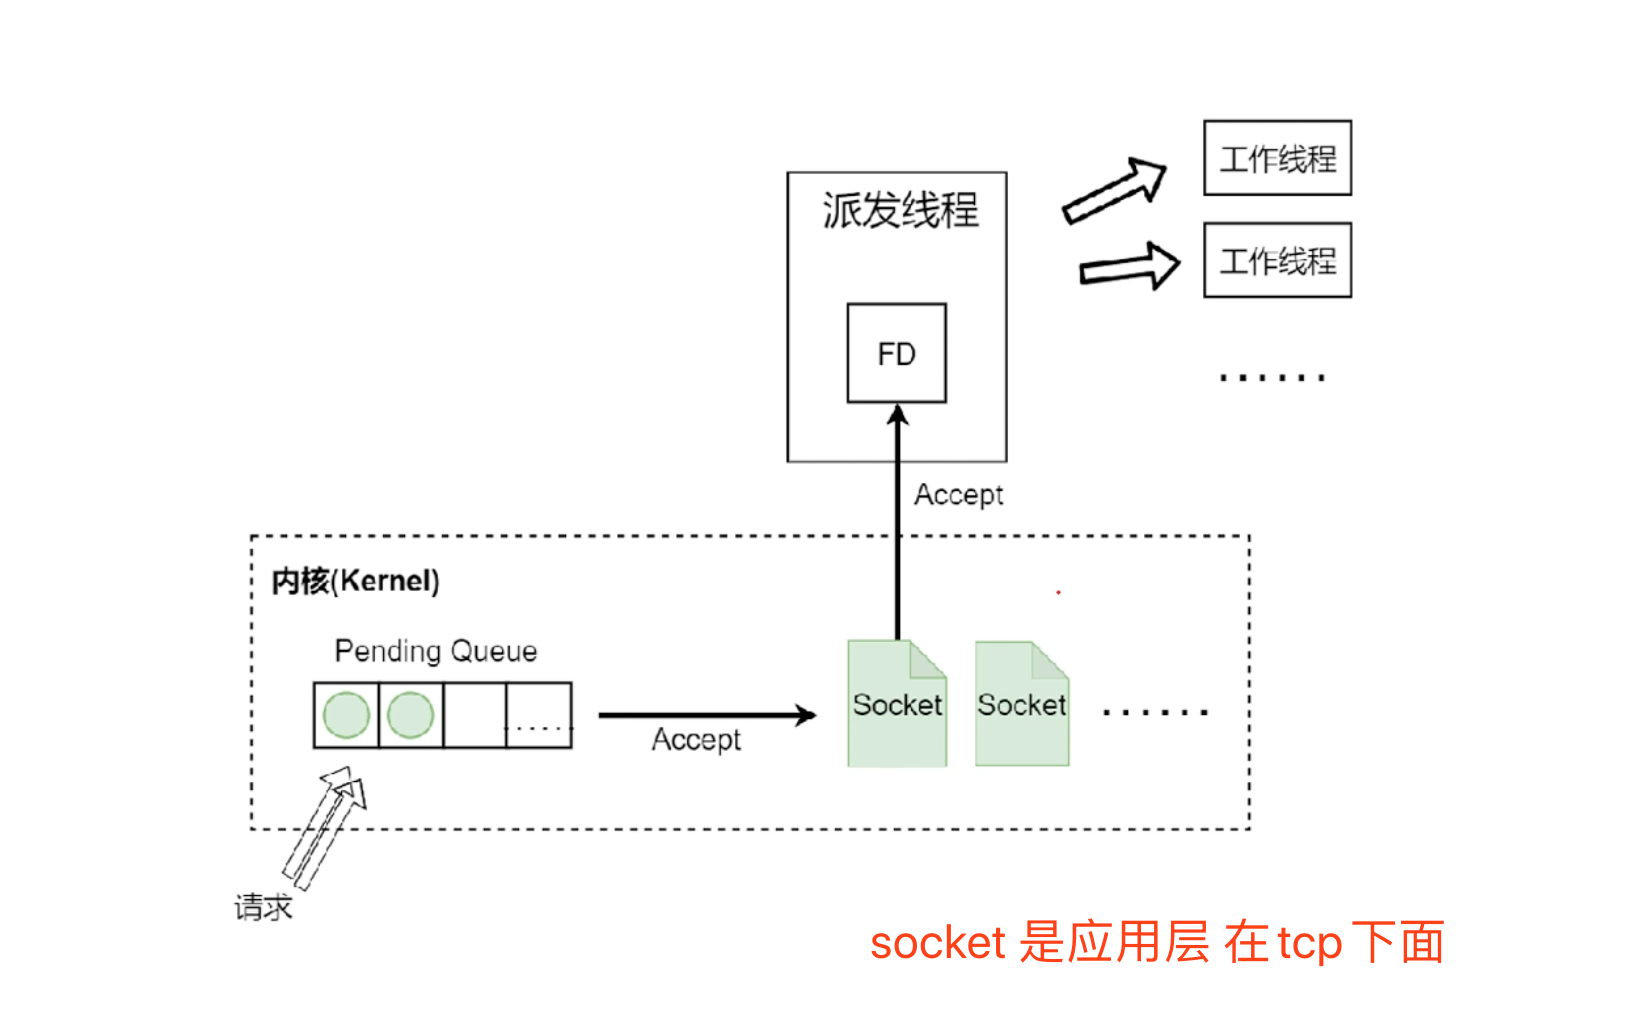 工作线程
派发线程
工作线程
FD
......
Accept
内核(Kernel)
Pending Queue
Socket
Socket
......
......
Accept
请求
socket 是应用层 在tcp下面